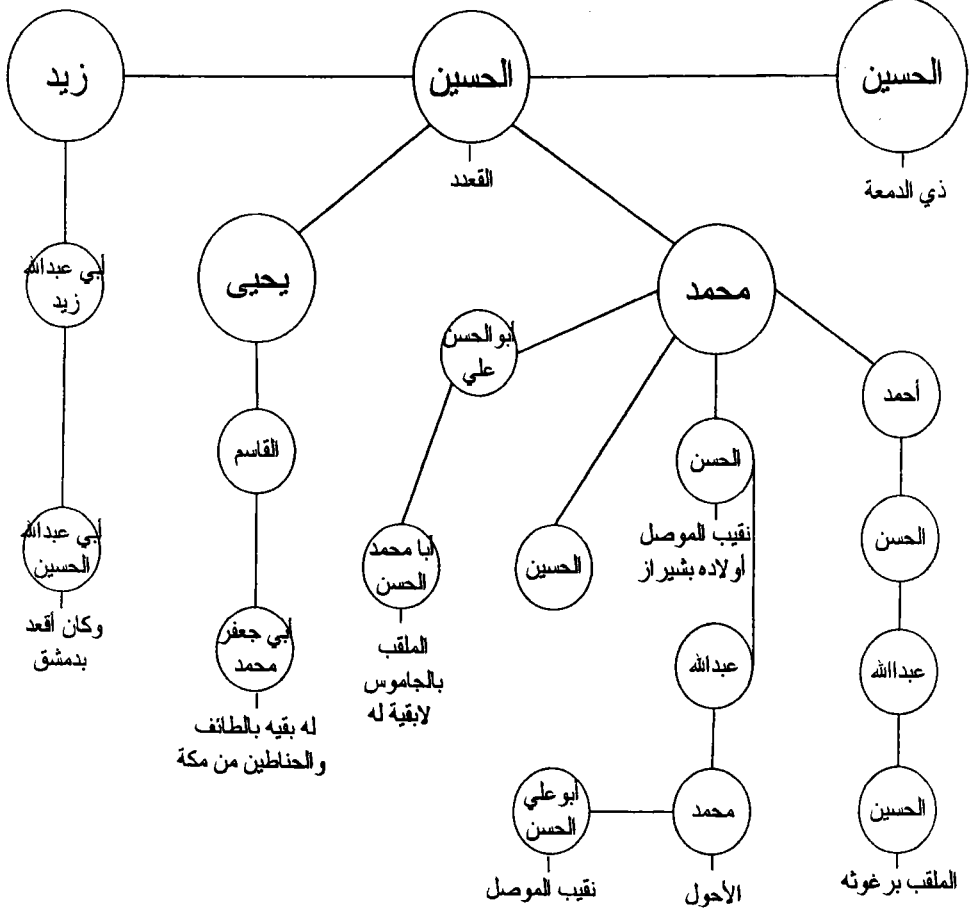 الحسين
ذي الدمعة
الحسين
القعدد
زيد
محمد
يحيى
أبي عبدالله
زيد
أبو الحسن
علي
أحمد
القاسم
الحسن
نقيب الموصل
أولاده بشيراز
الحسن
الحسين
أبا محمد
الحسن
الملقب
بالجاموس
لابقية له
أبي عبدالله
الحسين
وكان أقعد
بدمشق
أبي جعفر
محمد
له بقيه بالطائف
والحناطين من مكة
عبدالله
عبداالله
محمد
الأحول
أبو علي
الحسن
نقيب الموصل
الحسين
الملقب برغوثه